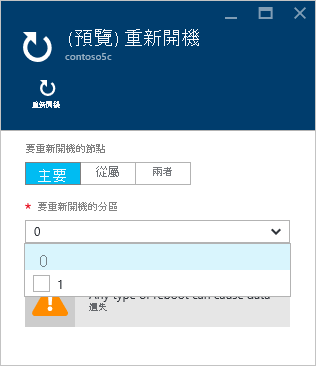 (預覽) 重新開機
contoso5c
重新開機
要重新開機的節點
主要 從屬 兩者
* 要重新開機的分區
0
0
1
Any type of reboot can cause data
遺失